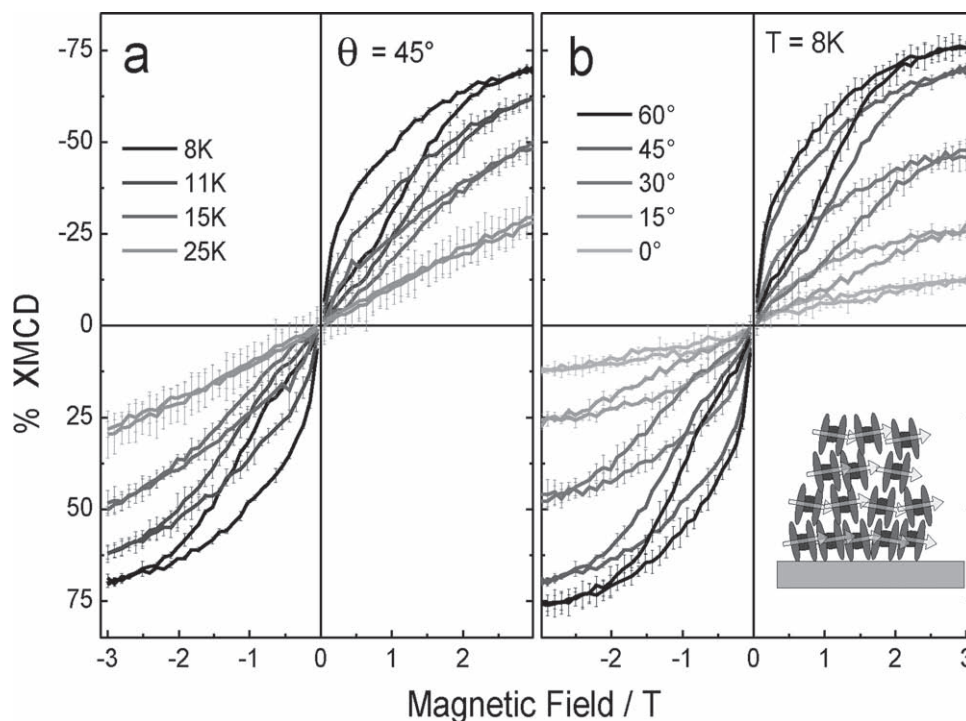 a
θ = 45°
8K
11K
15K
25K
b
T = 8K
60°
45°
30°
15°
0°
-75
-50
-25
0
25
50
75
% XMCD
-3 -2 -1 0 1 2
-2 -1 0 1 2 3
Magnetic Field / T